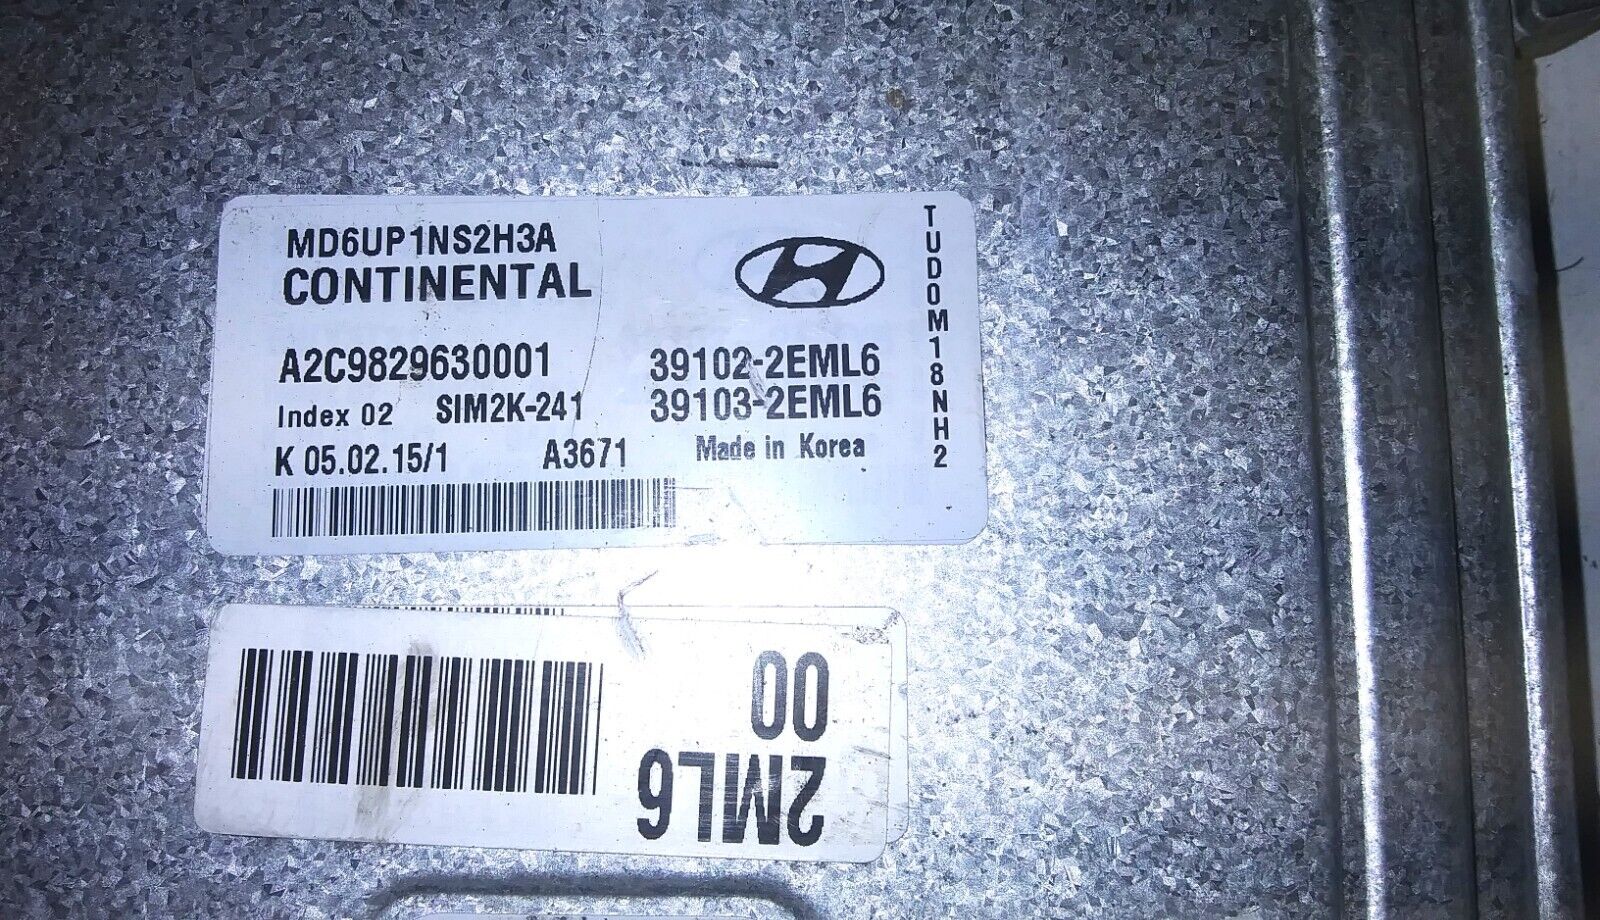 MD6UP1NS2H3A
CONTINENTAL
A2C9829630001
39102-2EML6
Index 02 SIM2K-241
39103-2EML6
K 05.02.15/1 A3671
Made in Korea
TUD0M18NH2
00
2ML6